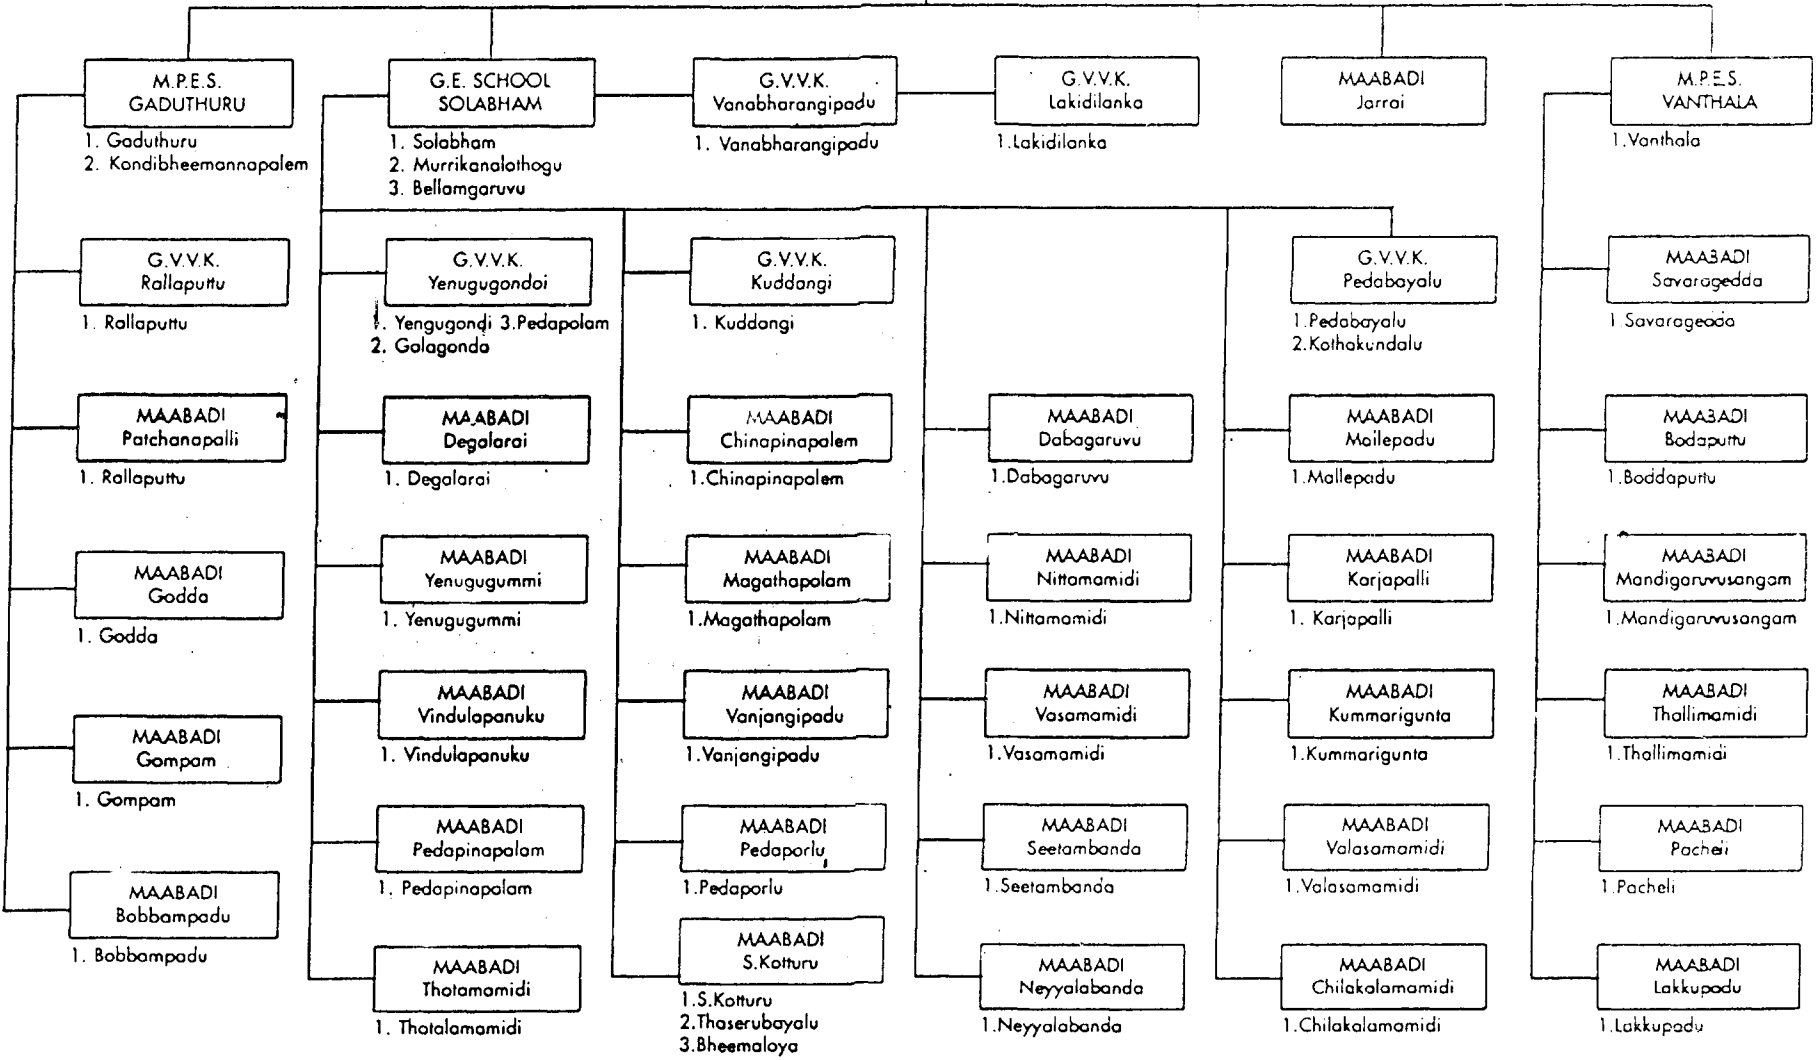 M.P.E.S.
GADUTHURU
1. Gaduthuru
2. Kondibheemannapalem
G.E. SCHOOL
SOLABHAM
1. Solabham
2. Murrikanalothogu
3. Bellamgaruvu
G.V.V.K.
Vanabharangipadu
1. Vanabharangipadu
G.V.V.K.
Lakidilanka
1.Lakidilanka
MAABADI
Jarrai
M.P.E.S.
VANTHALA
1.Vanthala
G.V.V.K.
Rallaputtu
1. Rallaputtu
G.V.V.K.
Yenugugondoi
1. Yengugondi 3.Pedapolam
2. Golagonda
G.V.V.K.
Kuddangi
1. Kuddangi
G.V.V.K.
Pedabayalu
1.Pedabayalu
2.Kothakundalu
MAABADI
Savaragedda
1.Savaragedda
MAABADI
Patchanapalli
1. Rallaputtu
MAABADI
Degalarai
1. Degalarai
MAABADI
Chinapinapalem
1.Chinapinapalem
MAABADI
Dabagaruvu
1.Dabagaruvu
MAABADI
Mailepadu
1.Mallepadu
MAABADI
Bodaputtu
1.Boddaputtu
MAABADI
Godda
1. Godda
MAABADI
Yenugugummi
1. Yenugugummi
MAABADI
Magathapolam
1.Magathapolam
MAABADI
Nittamamidi
1.Nittamamidi
MAABADI
Karjapalli
1. Karjapalli
MAABADI
Mandigaruvusangam
1.Mandigaruvusangam
MAABADI
Gompam
1. Gompam
MAABADI
Vindulapanuku
1. Vindulapanuku
MAABADI
Vanjangipadu
1.Vanjangipadu
MAABADI
Vasamamidi
1.Vasamamidi
MAABADI
Kummarigunta
1.Kummarigunta
MAABADI
Thallimamidi
1.Thallimamidi
MAABADI
Bobbampadu
1. Bobbampadu
MAABADI
Pedapinapalam
1. Pedapinapalam
MAABADI
Pedaporlu
1.Pedaporlu
MAABADI
Seetambanda
1.Seetambanda
MAABADI
Valasamamidi
1.Valasamamidi
MAABADI
Pacheli
1.Pacheli
MAABADI
Thotamamidi
1. Thotalamamidi
MAABADI
S.Kotturu
1.S.Kotturu
2.Thaserubayalu
3.Bheemaloya
MAABADI
Neyyalabanda
1.Neyyalabanda
MAABADI
Chilakalamamidi
1.Chilakalamamidi
MAABADI
Lakkupadu
1.Lakkupadu